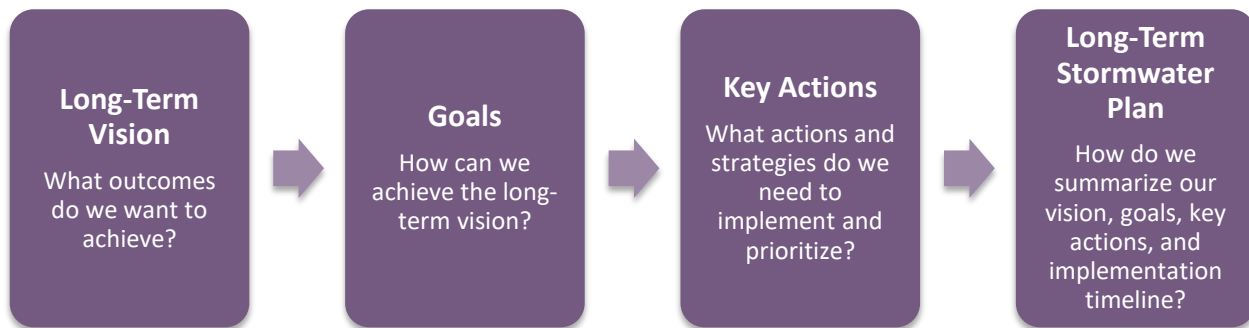 Long-Term
Vision
What outcomes
do we want to
achieve?
Goals
How can we
achieve the long-
term vision?
Key Actions
What actions and
strategies do we
need to
implement and
prioritize?
Long-Term
Stormwater
Plan
How do we
summarize our
vision, goals, key
actions, and
implementation
timeline?